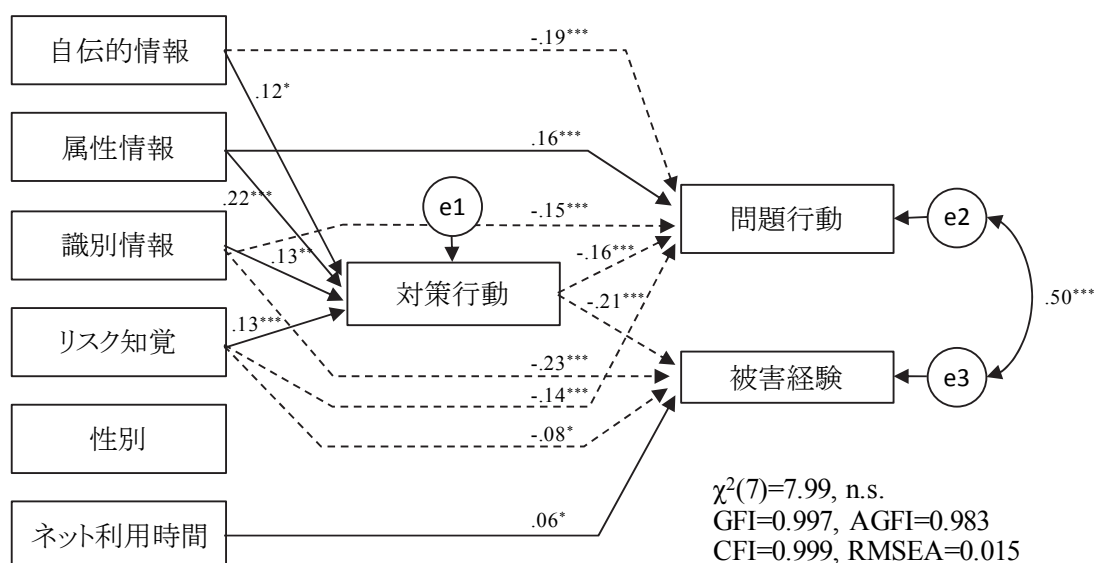 自伝的情報
-.19***
.12*
属性情報
.16***
.22***
e1
識別情報
-.15***
問題行動
e2
.13**
対策行動
-.16***
-.21***
.50***
リスク知覚
.13***
-.23***
被害経験
e3
-.14***
性別
-.08*
ネット利用時間
.06*
χ²(7)=7.99, n.s.
GFI=0.997, AGFI=0.983
CFI=0.999, RMSEA=0.015